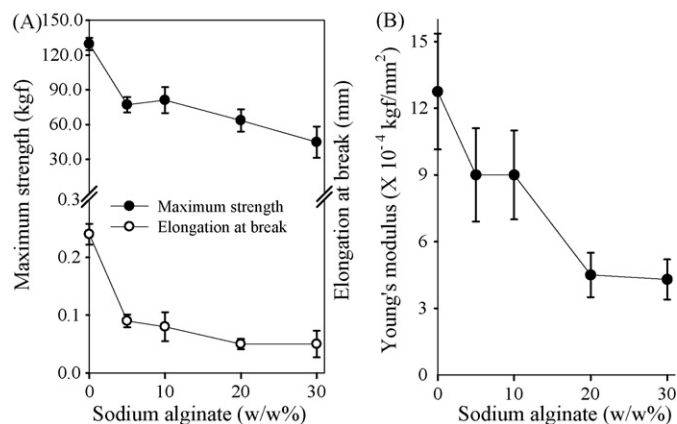 (A)
150.0
120.0
90.0
60.0
30.0
0.3
0.2
0.1
0.0
Maximum strength (kgf)
Maximum strength
Elongation at break
0 10 20 30
Sodium alginate (w/w%)
Elongation at break (mm)
(B)
15
12
9
6
3
0
Young's modulus (X 10⁻⁴ kgf/mm²)
0 10 20 30
Sodium alginate (w/w%)